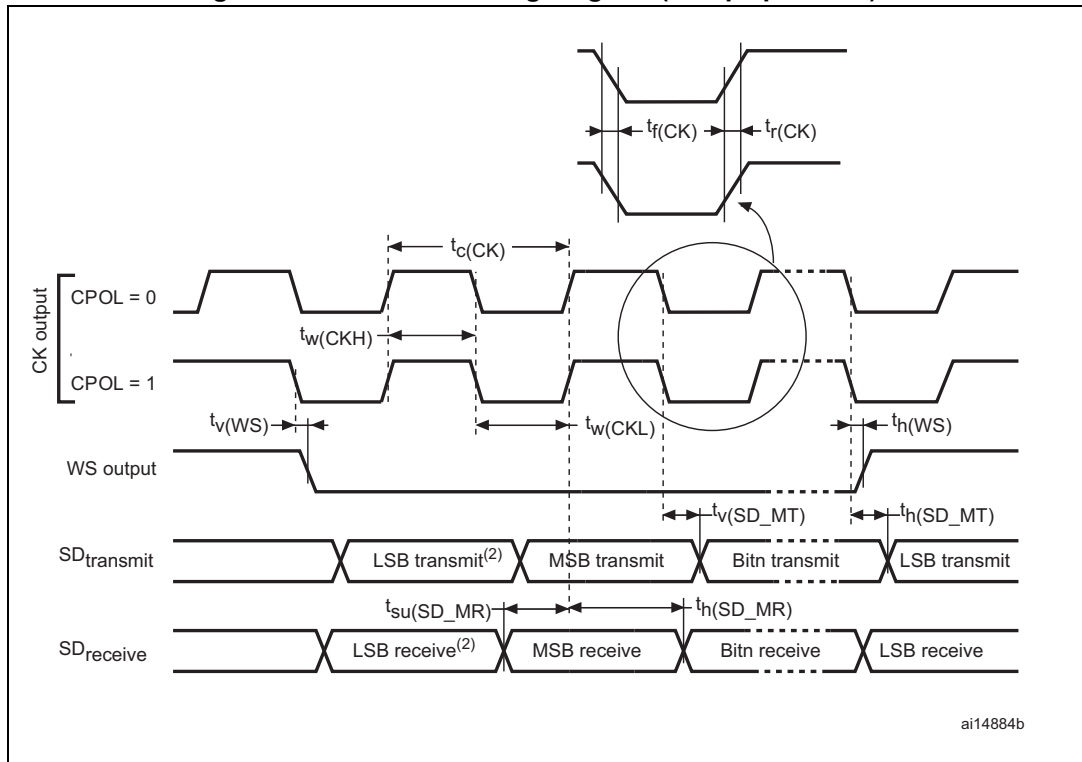 tf(CK)
tr(CK)
tc(CK)
CK output
CPOL = 0
tw(CKH)
CPOL = 1
tv(WS)
tw(CKL)
th(WS)
WS output
tv(SD_MT)
th(SD_MT)
SDtransmit
LSB transmit(2)
MSB transmit
Bitn transmit
LSB transmit
tsu(SD_MR)
th(SD_MR)
SDreceive
LSB receive(2)
MSB receive
Bitn receive
LSB receive
ai14884b